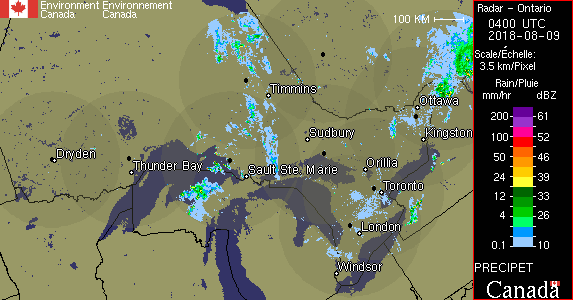 Environment Environnement
Canada Canada
100 KM
Timmins
Ottawa
Sudbury
Kingston
Dryden
Thunder Bay
Sault Ste. Marie
Orillia
Toronto
London
Windsor
Radar - Ontario
0400 UTC
2018-08-09
Scale/Échelle:
3.5 km/Pixel
Rain/Pluie
mm/hr dBZ
200 61
100 56
50 52
24 46
12 39
8 33
4 26
1 20
0.1 10
PRECIPET
Canada